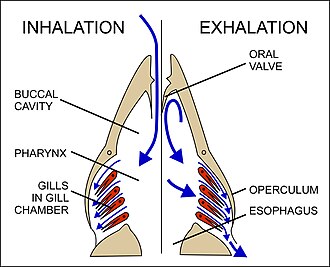 INHALATION
EXHALATION
ORAL
VALVE
BUCCAL
CAVITY
PHARYNX
GILLS
IN GILL
CHAMBER
OPERCULUM
ESOPHAGUS